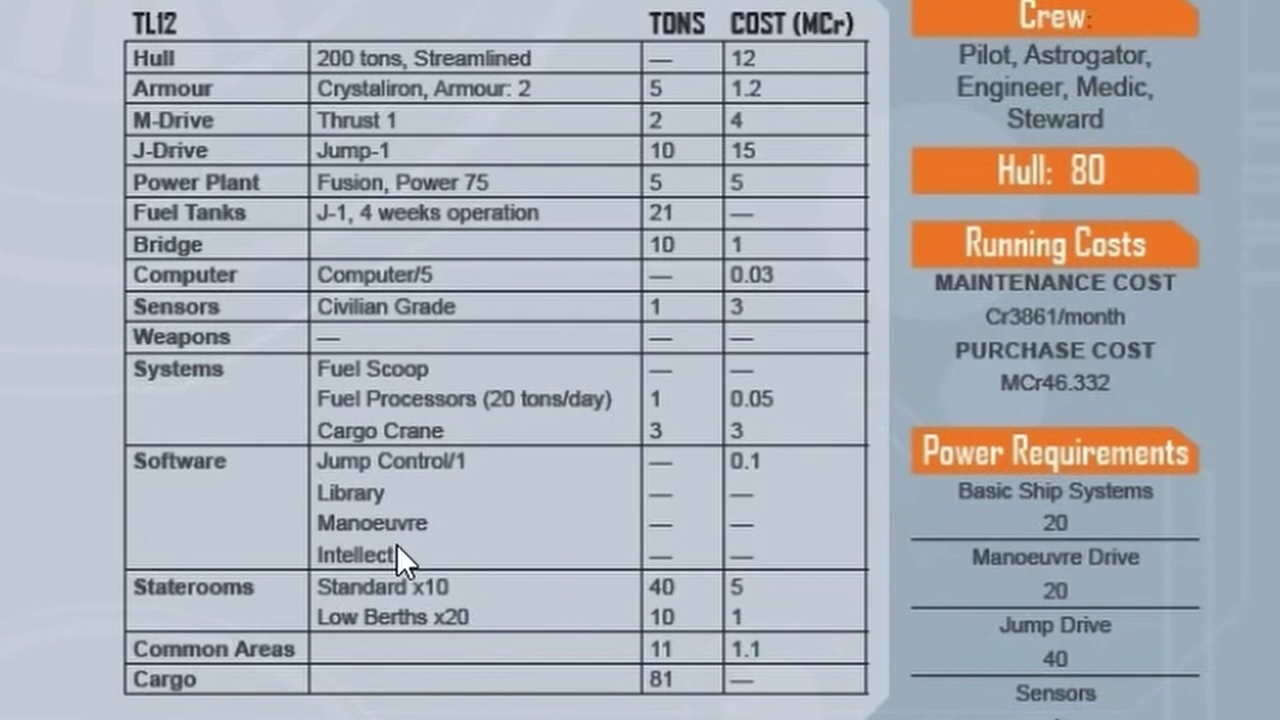 TL12 TONS COST (MCr)
Hull 200 tons, Streamlined — 12
Armour Crystaliron, Armour: 2 5 1.2
M-Drive Thrust 1 2 4
J-Drive Jump-1 10 15
Power Plant Fusion, Power 75 5 5
Fuel Tanks J-1, 4 weeks operation 21 —
Bridge 10 1
Computer Computer/5 — 0.03
Sensors Civilian Grade 1 3
Weapons — — —
Systems Fuel Scoop — —
Fuel Processors (20 tons/day) 1 0.05
Cargo Crane 3 3
Software Jump Control/1 — 0.1
Library — —
Manoeuvre — —
Intellect — —
Staterooms Standard x10 40 5
Low Berths x20 10 1
Common Areas 11 1.1
Cargo 81 —
Crew:
Pilot, Astrogator,
Engineer, Medic,
Steward
Hull: 80
Running Costs
MAINTENANCE COST
Cr3861/month
PURCHASE COST
MCr46.332
Power Requirements
Basic Ship Systems
20
Manoeuvre Drive
20
Jump Drive
40
Sensors